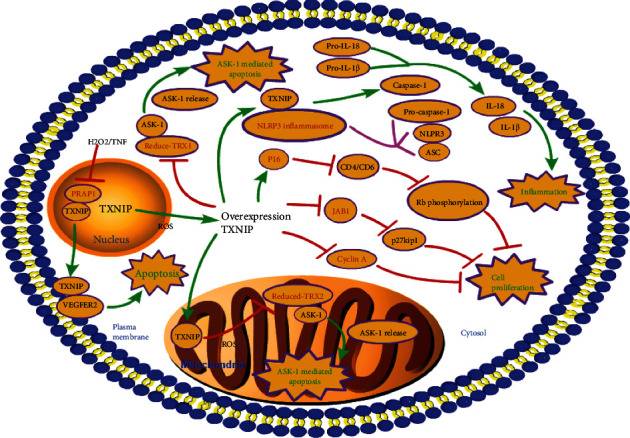 Pro-IL-18
Pro-IL-1β
ASK-1 mediated
apoptosis
ASK-1 release
ASK-1
Reduce-TRX1
TXNIP
NLRP3 inflammasome
Caspase-1
Pro-caspase-1
NLPR3
ASC
IL-18
IL-1β
Inflammation
H2O2/TNF
PRAP1
TXNIP
TXNIP
Nucleus
ROS
Overexpression
TXNIP
P16
CD4/CD6
JAB1
p27kip1
Cyclin A
Rb phosphorylation
Cell
proliferation
TXNIP
VEGFER2
Apoptosis
Plasma
membrane
Reduced-TRX2
ASK-1
ASK-1 release
TXNIP
ROS
Mitochondria
ASK-1 mediated
apoptosis
Cytosol